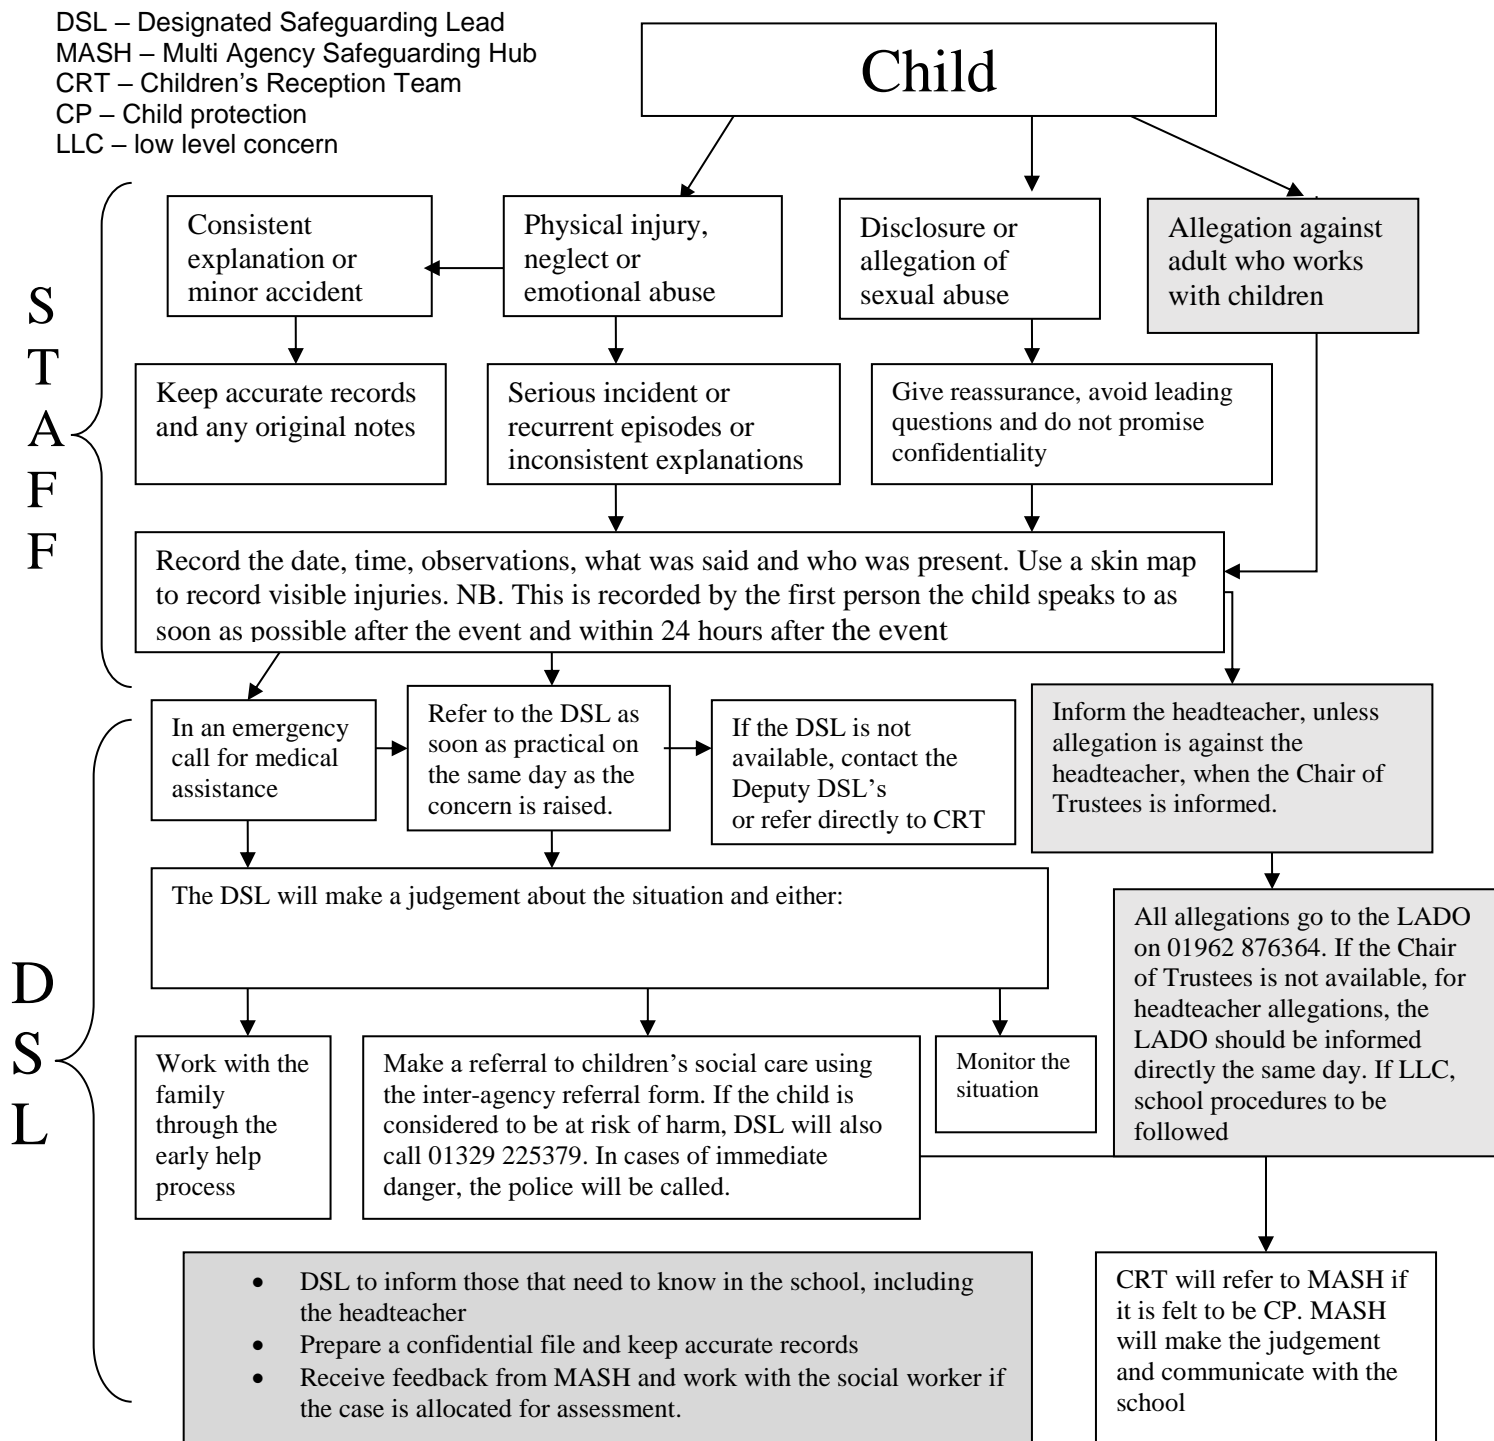 DSL – Designated Safeguarding Lead
MASH – Multi Agency Safeguarding Hub
CRT – Children's Reception Team
CP – Child protection
LLC – low level concern
Child
S
T
A
F
F
Consistent
explanation or
minor accident
Physical injury,
neglect or
emotional abuse
Disclosure or
allegation of
sexual abuse
Allegation against
adult who works
with children
Keep accurate records
and any original notes
Serious incident or
recurrent episodes or
inconsistent explanations
Give reassurance, avoid leading
questions and do not promise
confidentiality
Record the date, time, observations, what was said and who was present. Use a skin map
to record visible injuries. NB. This is recorded by the first person the child speaks to as
soon as possible after the event and within 24 hours after the event
D
S
L
In an emergency
call for medical
assistance
Refer to the DSL as
soon as practical on
the same day as the
concern is raised.
If the DSL is not
available, contact the
Deputy DSL's
or refer directly to CRT
Inform the headteacher, unless
allegation is against the
headteacher, when the Chair of
Trustees is informed.
The DSL will make a judgement about the situation and either:
All allegations go to the LADO
on 01962 876364. If the Chair
of Trustees is not available, for
headteacher allegations, the
LADO should be informed
directly the same day. If LLC,
school procedures to be
followed
Work with the
family
through the
early help
process
Make a referral to children's social care using
the inter-agency referral form. If the child is
considered to be at risk of harm, DSL will also
call 01329 225379. In cases of immediate
danger, the police will be called.
Monitor the
situation
• DSL to inform those that need to know in the school, including
the headteacher
• Prepare a confidential file and keep accurate records
• Receive feedback from MASH and work with the social worker if
the case is allocated for assessment.
CRT will refer to MASH if
it is felt to be CP. MASH
will make the judgement
and communicate with the
school